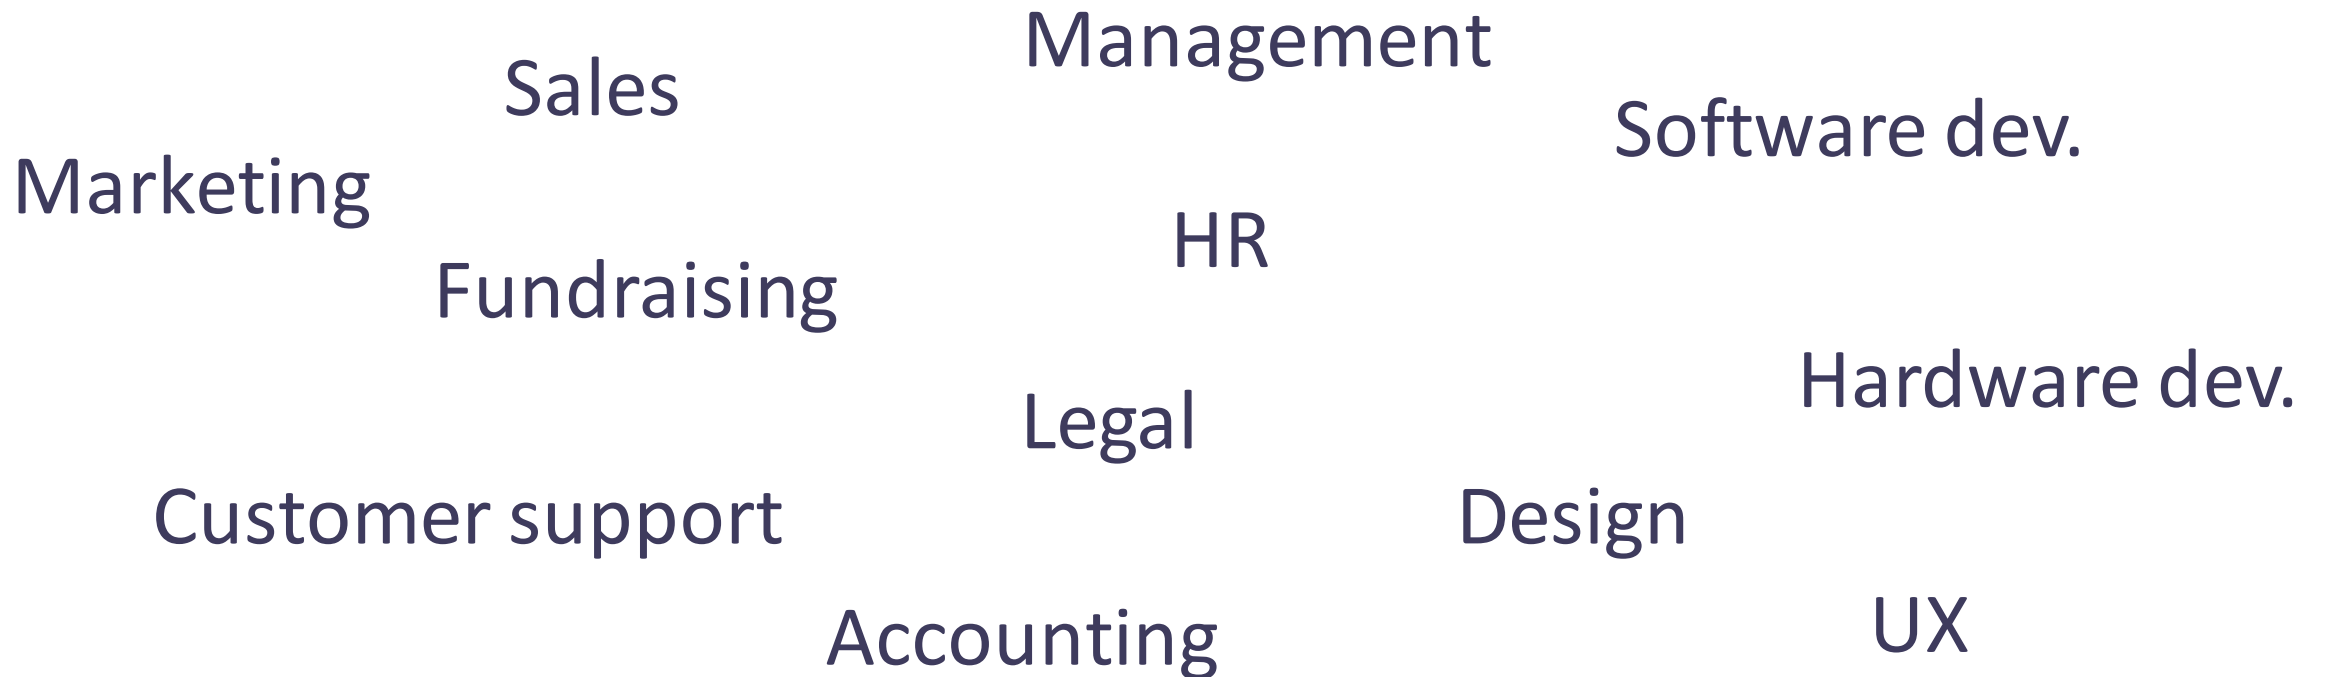 Management
Sales
Software dev.
Marketing
HR
Fundraising
Hardware dev.
Legal
Customer support
Design
Accounting
UX